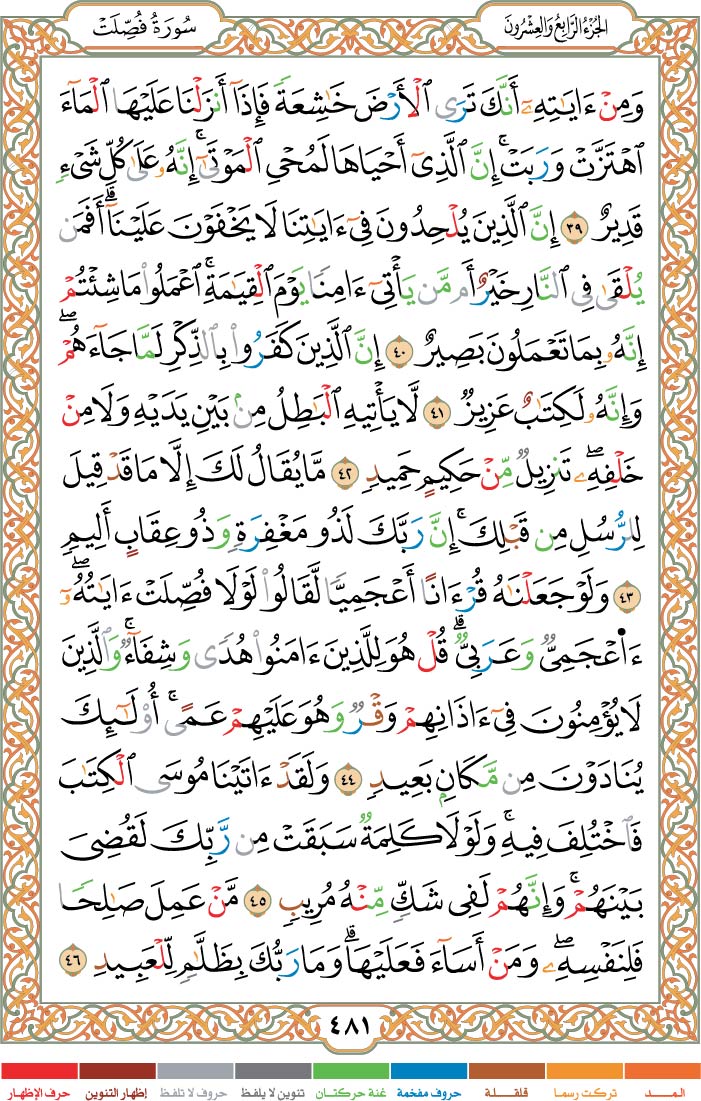 الجُزْءُ الرَّابِعُ وَالعِشْرُونَ
سُورَةُ فُصِّلَتْ
وَمِنْ ءَايَٰتِهِۦٓ أَنَّكَ تَرَى ٱلْأَرْضَ خَٰشِعَةً فَإِذَآ أَنزَلْنَا عَلَيْهَا ٱلْمَآءَ
ٱهْتَزَّتْ وَرَبَتْ ۚ إِنَّ ٱلَّذِىٓ أَحْيَاهَا لَمُحْىِ ٱلْمَوْتَىٰٓ ۚ إِنَّهُۥ عَلَىٰ كُلِّ شَىْءٍ
قَدِيرٌ ٣٩ إِنَّ ٱلَّذِينَ يُلْحِدُونَ فِىٓ ءَايَٰتِنَا لَا يَخْفَوْنَ عَلَيْنَآ ۗ أَفَمَن
يُلْقَىٰ فِى ٱلنَّارِ خَيْرٌ أَم مَّن يَأْتِىٓ ءَامِنًا يَوْمَ ٱلْقِيَٰمَةِ ۚ ٱعْمَلُوا۟ مَا شِئْتُمْ ۖ
إِنَّهُۥ بِمَا تَعْمَلُونَ بَصِيرٌ ٤٠ إِنَّ ٱلَّذِينَ كَفَرُوا۟ بِٱلذِّكْرِ لَمَّا جَآءَهُمْ ۖ
وَإِنَّهُۥ لَكِتَٰبٌ عَزِيزٌ ٤١ لَّا يَأْتِيهِ ٱلْبَٰطِلُ مِنۢ بَيْنِ يَدَيْهِ وَلَا مِنْ
خَلْفِهِۦ ۖ تَنزِيلٌ مِّنْ حَكِيمٍ حَمِيدٍ ٤٢ مَّا يُقَالُ لَكَ إِلَّا مَا قَدْ قِيلَ
لِلرُّسُلِ مِن قَبْلِكَ ۚ إِنَّ رَبَّكَ لَذُو مَغْفِرَةٍ وَذُو عِقَابٍ أَلِيمٍ
٤٣ وَلَوْ جَعَلْنَٰهُ قُرْءَانًا أَعْجَمِيًّا لَّقَالُوا۟ لَوْلَا فُصِّلَتْ ءَايَٰتُهُۥٓ ۖ
ءَا۬عْجَمِىٌّ وَعَرَبِىٌّ ۗ قُلْ هُوَ لِلَّذِينَ ءَامَنُوا۟ هُدًى وَشِفَآءٌ ۖ وَٱلَّذِينَ
لَا يُؤْمِنُونَ فِىٓ ءَاذَانِهِمْ وَقْرٌ وَهُوَ عَلَيْهِمْ عَمًى ۚ أُو۟لَٰٓئِكَ
يُنَادَوْنَ مِن مَّكَانٍۭ بَعِيدٍ ٤٤ وَلَقَدْ ءَاتَيْنَا مُوسَى ٱلْكِتَٰبَ
فَٱخْتُلِفَ فِيهِ ۗ وَلَوْلَا كَلِمَةٌ سَبَقَتْ مِن رَّبِّكَ لَقُضِىَ
بَيْنَهُمْ ۚ وَإِنَّهُمْ لَفِى شَكٍّ مِّنْهُ مُرِيبٍ ٤٥ مَّنْ عَمِلَ صَٰلِحًا
فَلِنَفْسِهِۦ ۖ وَمَنْ أَسَآءَ فَعَلَيْهَا ۗ وَمَا رَبُّكَ بِظَلَّٰمٍ لِّلْعَبِيدِ ٤٦
٤٨١
المـــد تركت رسما قلقـلة حروف مفخمة غنة حركتان تنوين لا يلفظ حروف لا تلفظ إظهار التنوين حرف الإظهار